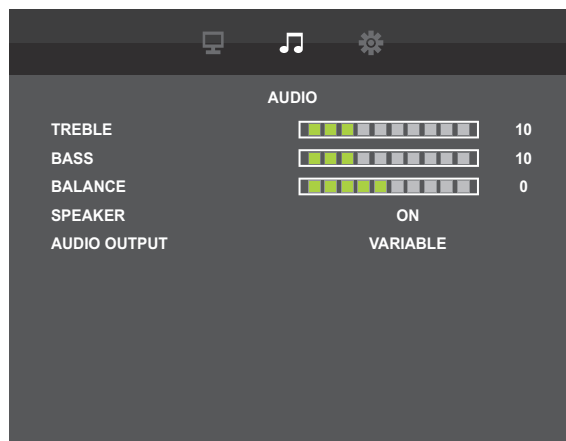 AUDIO
TREBLE 10
BASS 10
BALANCE 0
SPEAKER ON
AUDIO OUTPUT VARIABLE